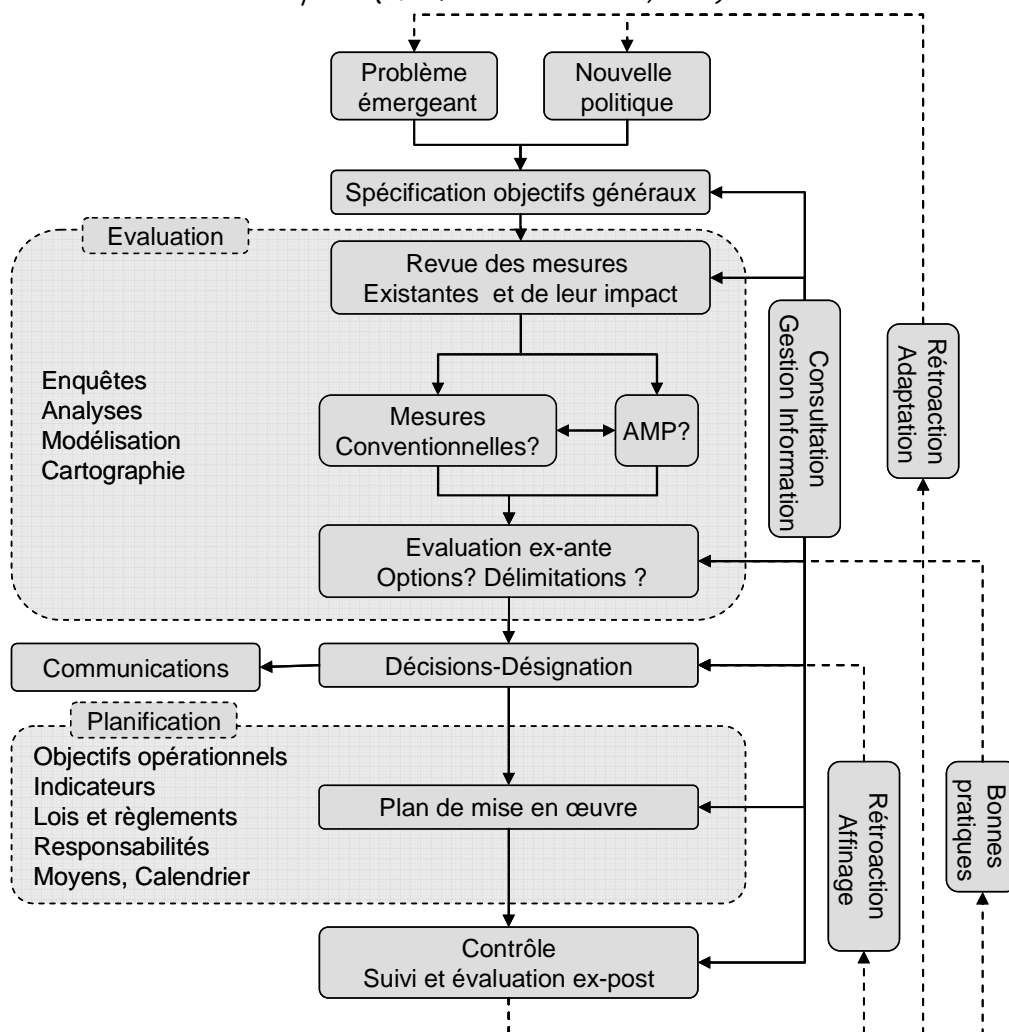 Problème
émergeant
Nouvelle
politique
Spécification objectifs généraux
Evaluation
Revue des mesures
Existantes et de leur impact
Enquêtes
Analyses
Modélisation
Cartographie
Mesures
Conventionnelles?
AMP?
Consultation
Gestion Information
Rétroaction
Adaptation
Evaluation ex-ante
Options? Délimitations ?
Communications
Décisions-Désignation
Planification
Objectifs opérationnels
Indicateurs
Lois et règlements
Responsabilités
Moyens, Calendrier
Plan de mise en œuvre
Rétroaction
Affinage
Bonnes
pratiques
Contrôle
Suivi et évaluation ex-post